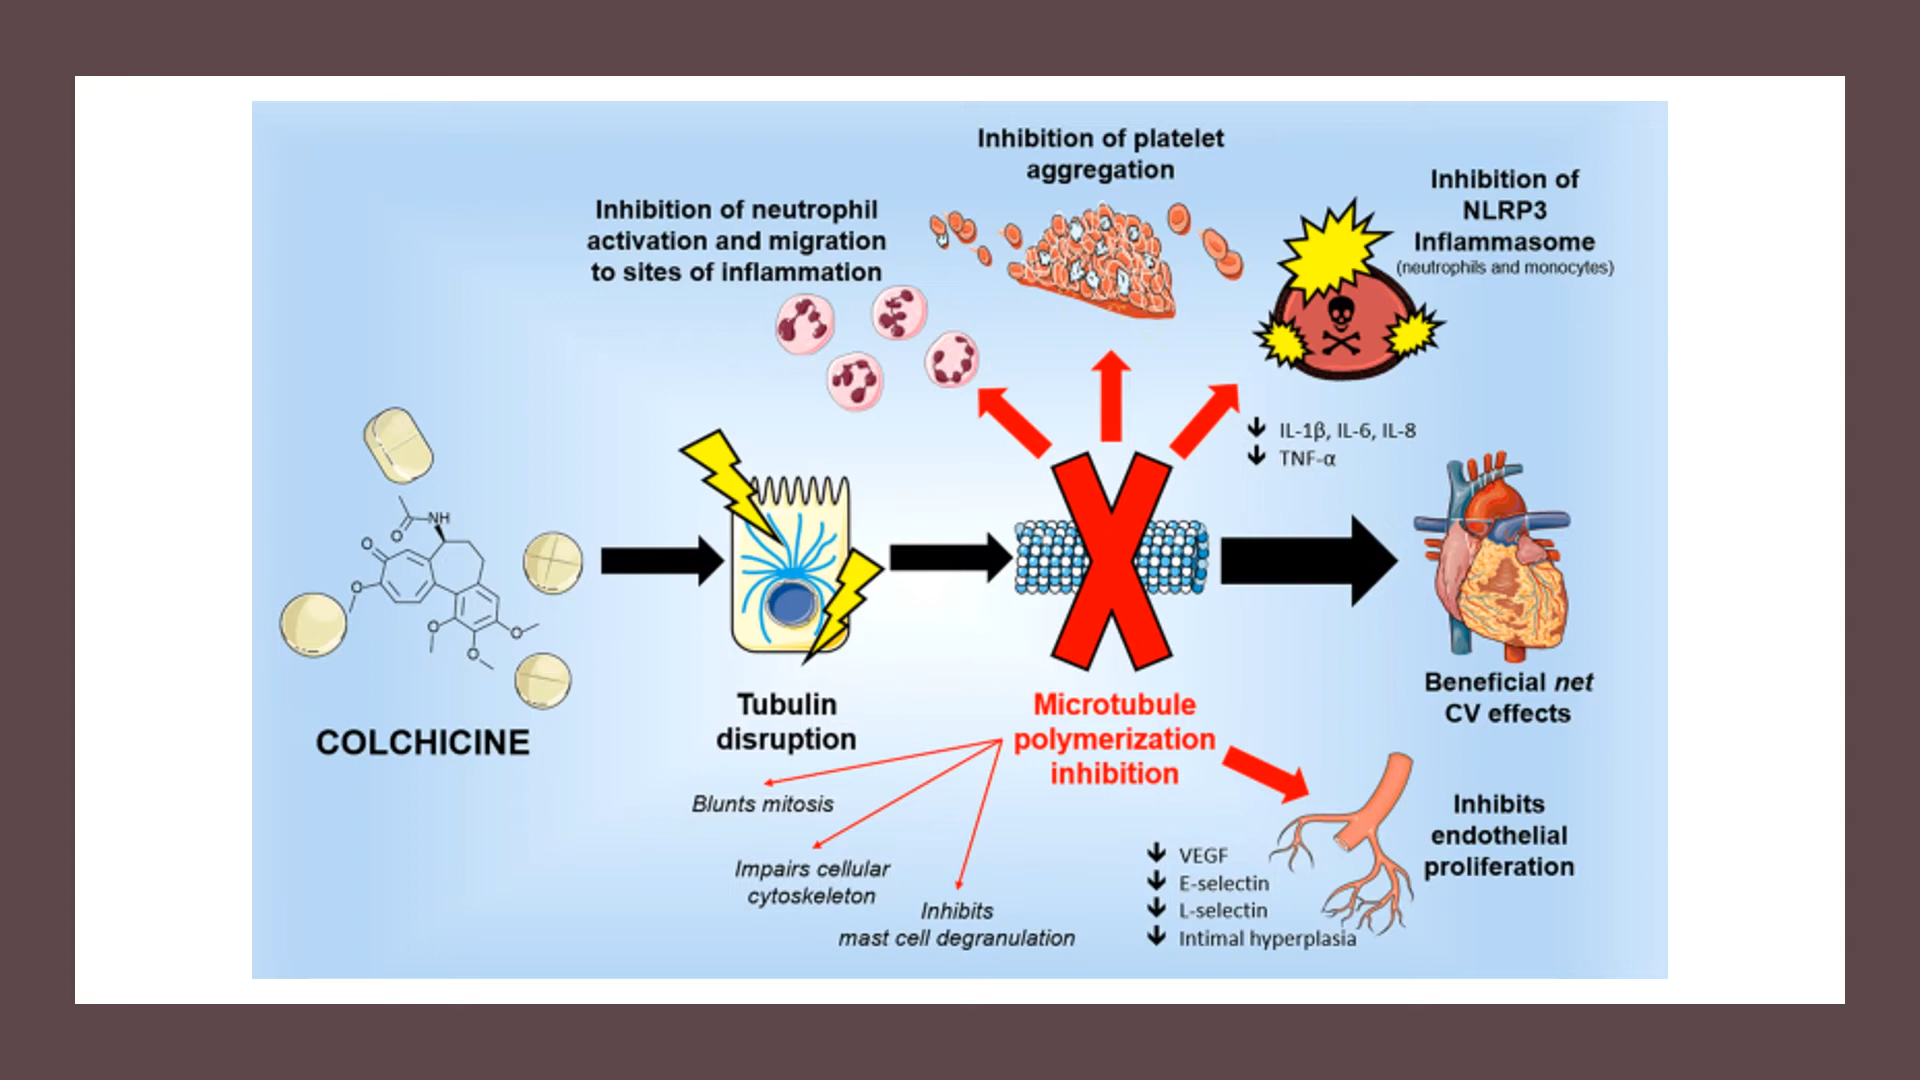 Inhibition of platelet
aggregation
Inhibition of
NLRP3
Inflammasome
(neutrophils and monocytes)
Inhibition of neutrophil
activation and migration
to sites of inflammation
↓ IL-1β, IL-6, IL-8
↓ TNF-α
NH
O
O
O
O
O
O
COLCHICINE
Tubulin
disruption
Microtubule
polymerization
inhibition
Beneficial net
CV effects
Blunts mitosis
Impairs cellular
cytoskeleton
Inhibits
mast cell degranulation
↓ VEGF
↓ E-selectin
↓ L-selectin
↓ Intimal hyperplasia
Inhibits
endothelial
proliferation